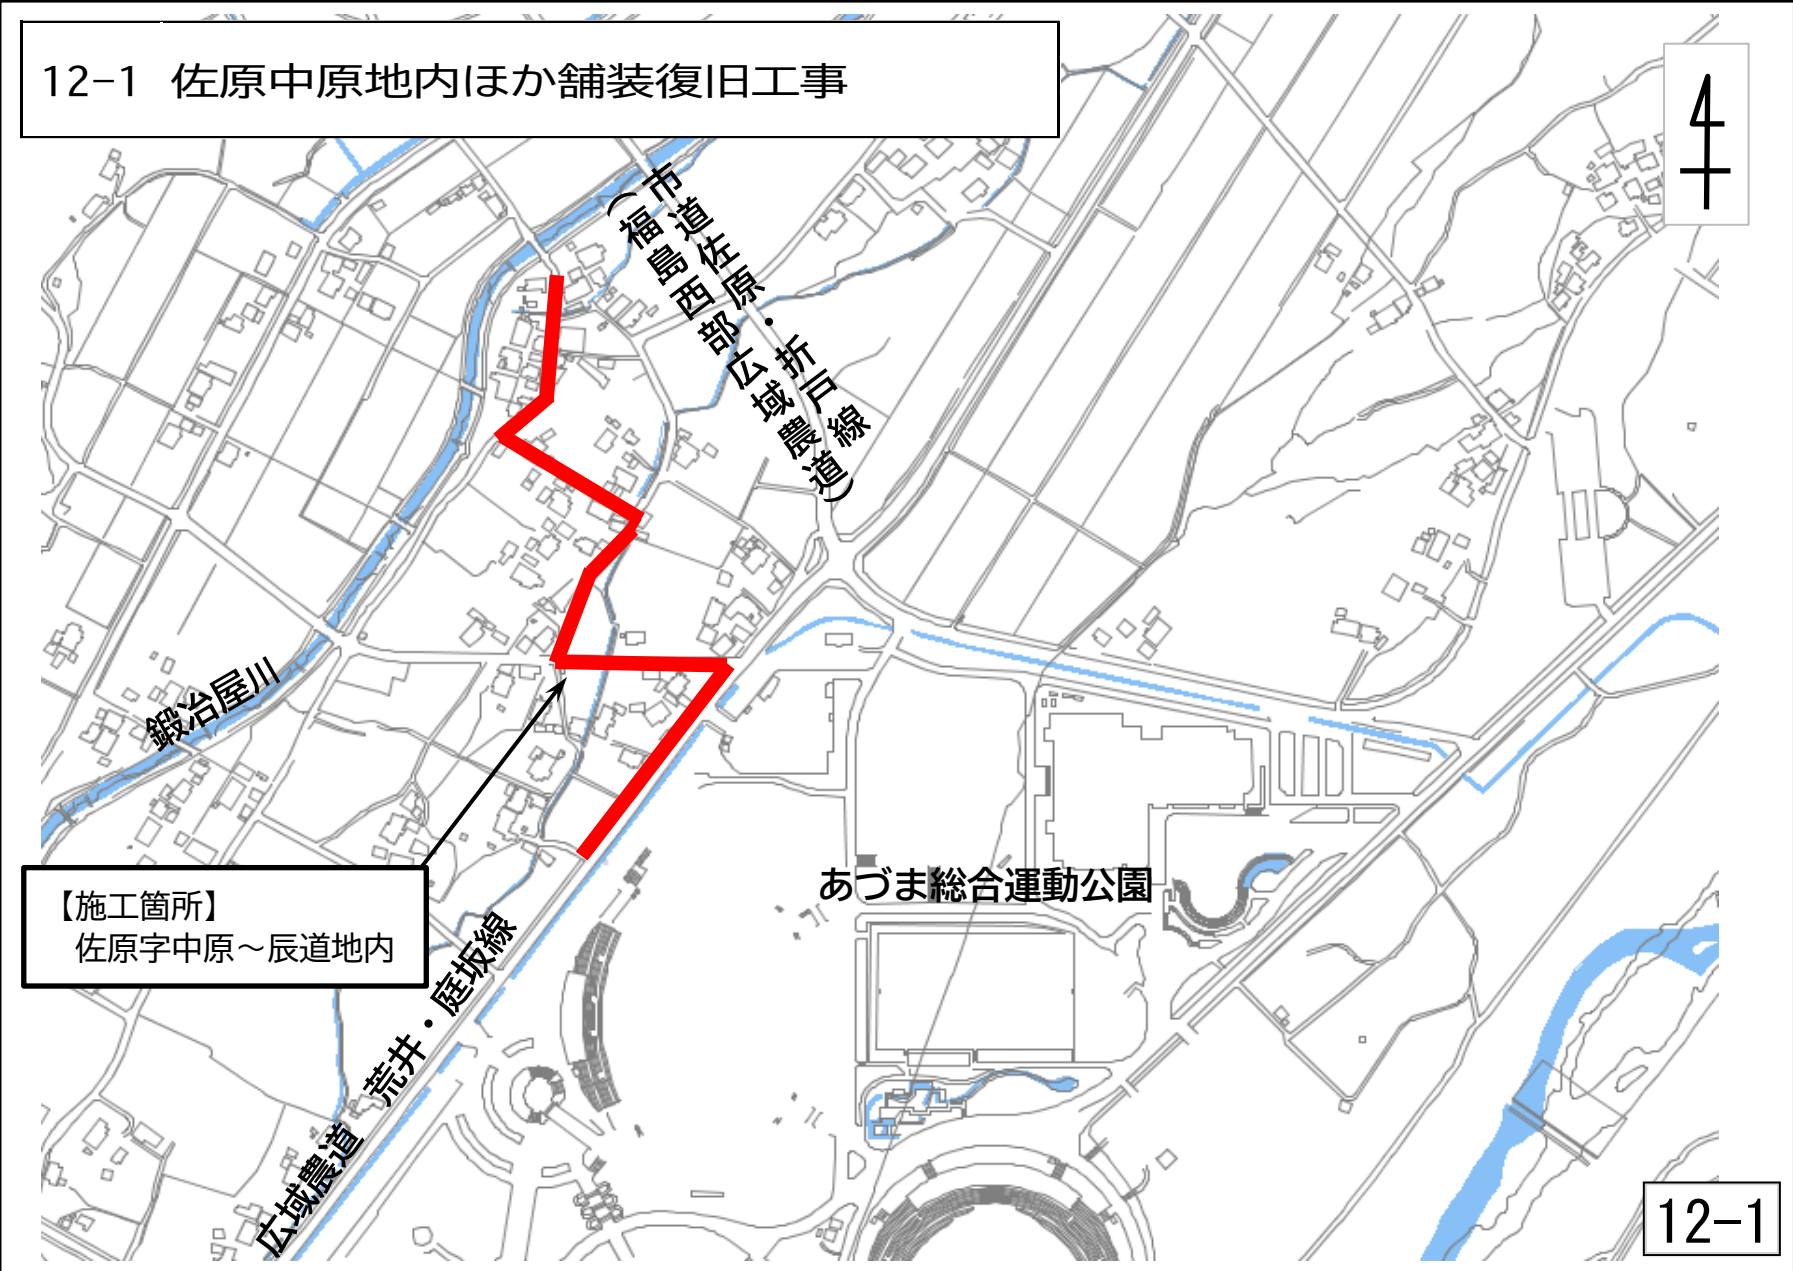 12-1 佐原中原地内ほか舗装復旧工事
市道佐原・折戸線
(福島西部広域農道)
鍛冶屋川
あづま総合運動公園
【施工箇所】
佐原字中原～辰道地内
広域農道 荒井・庭坂線
12-1